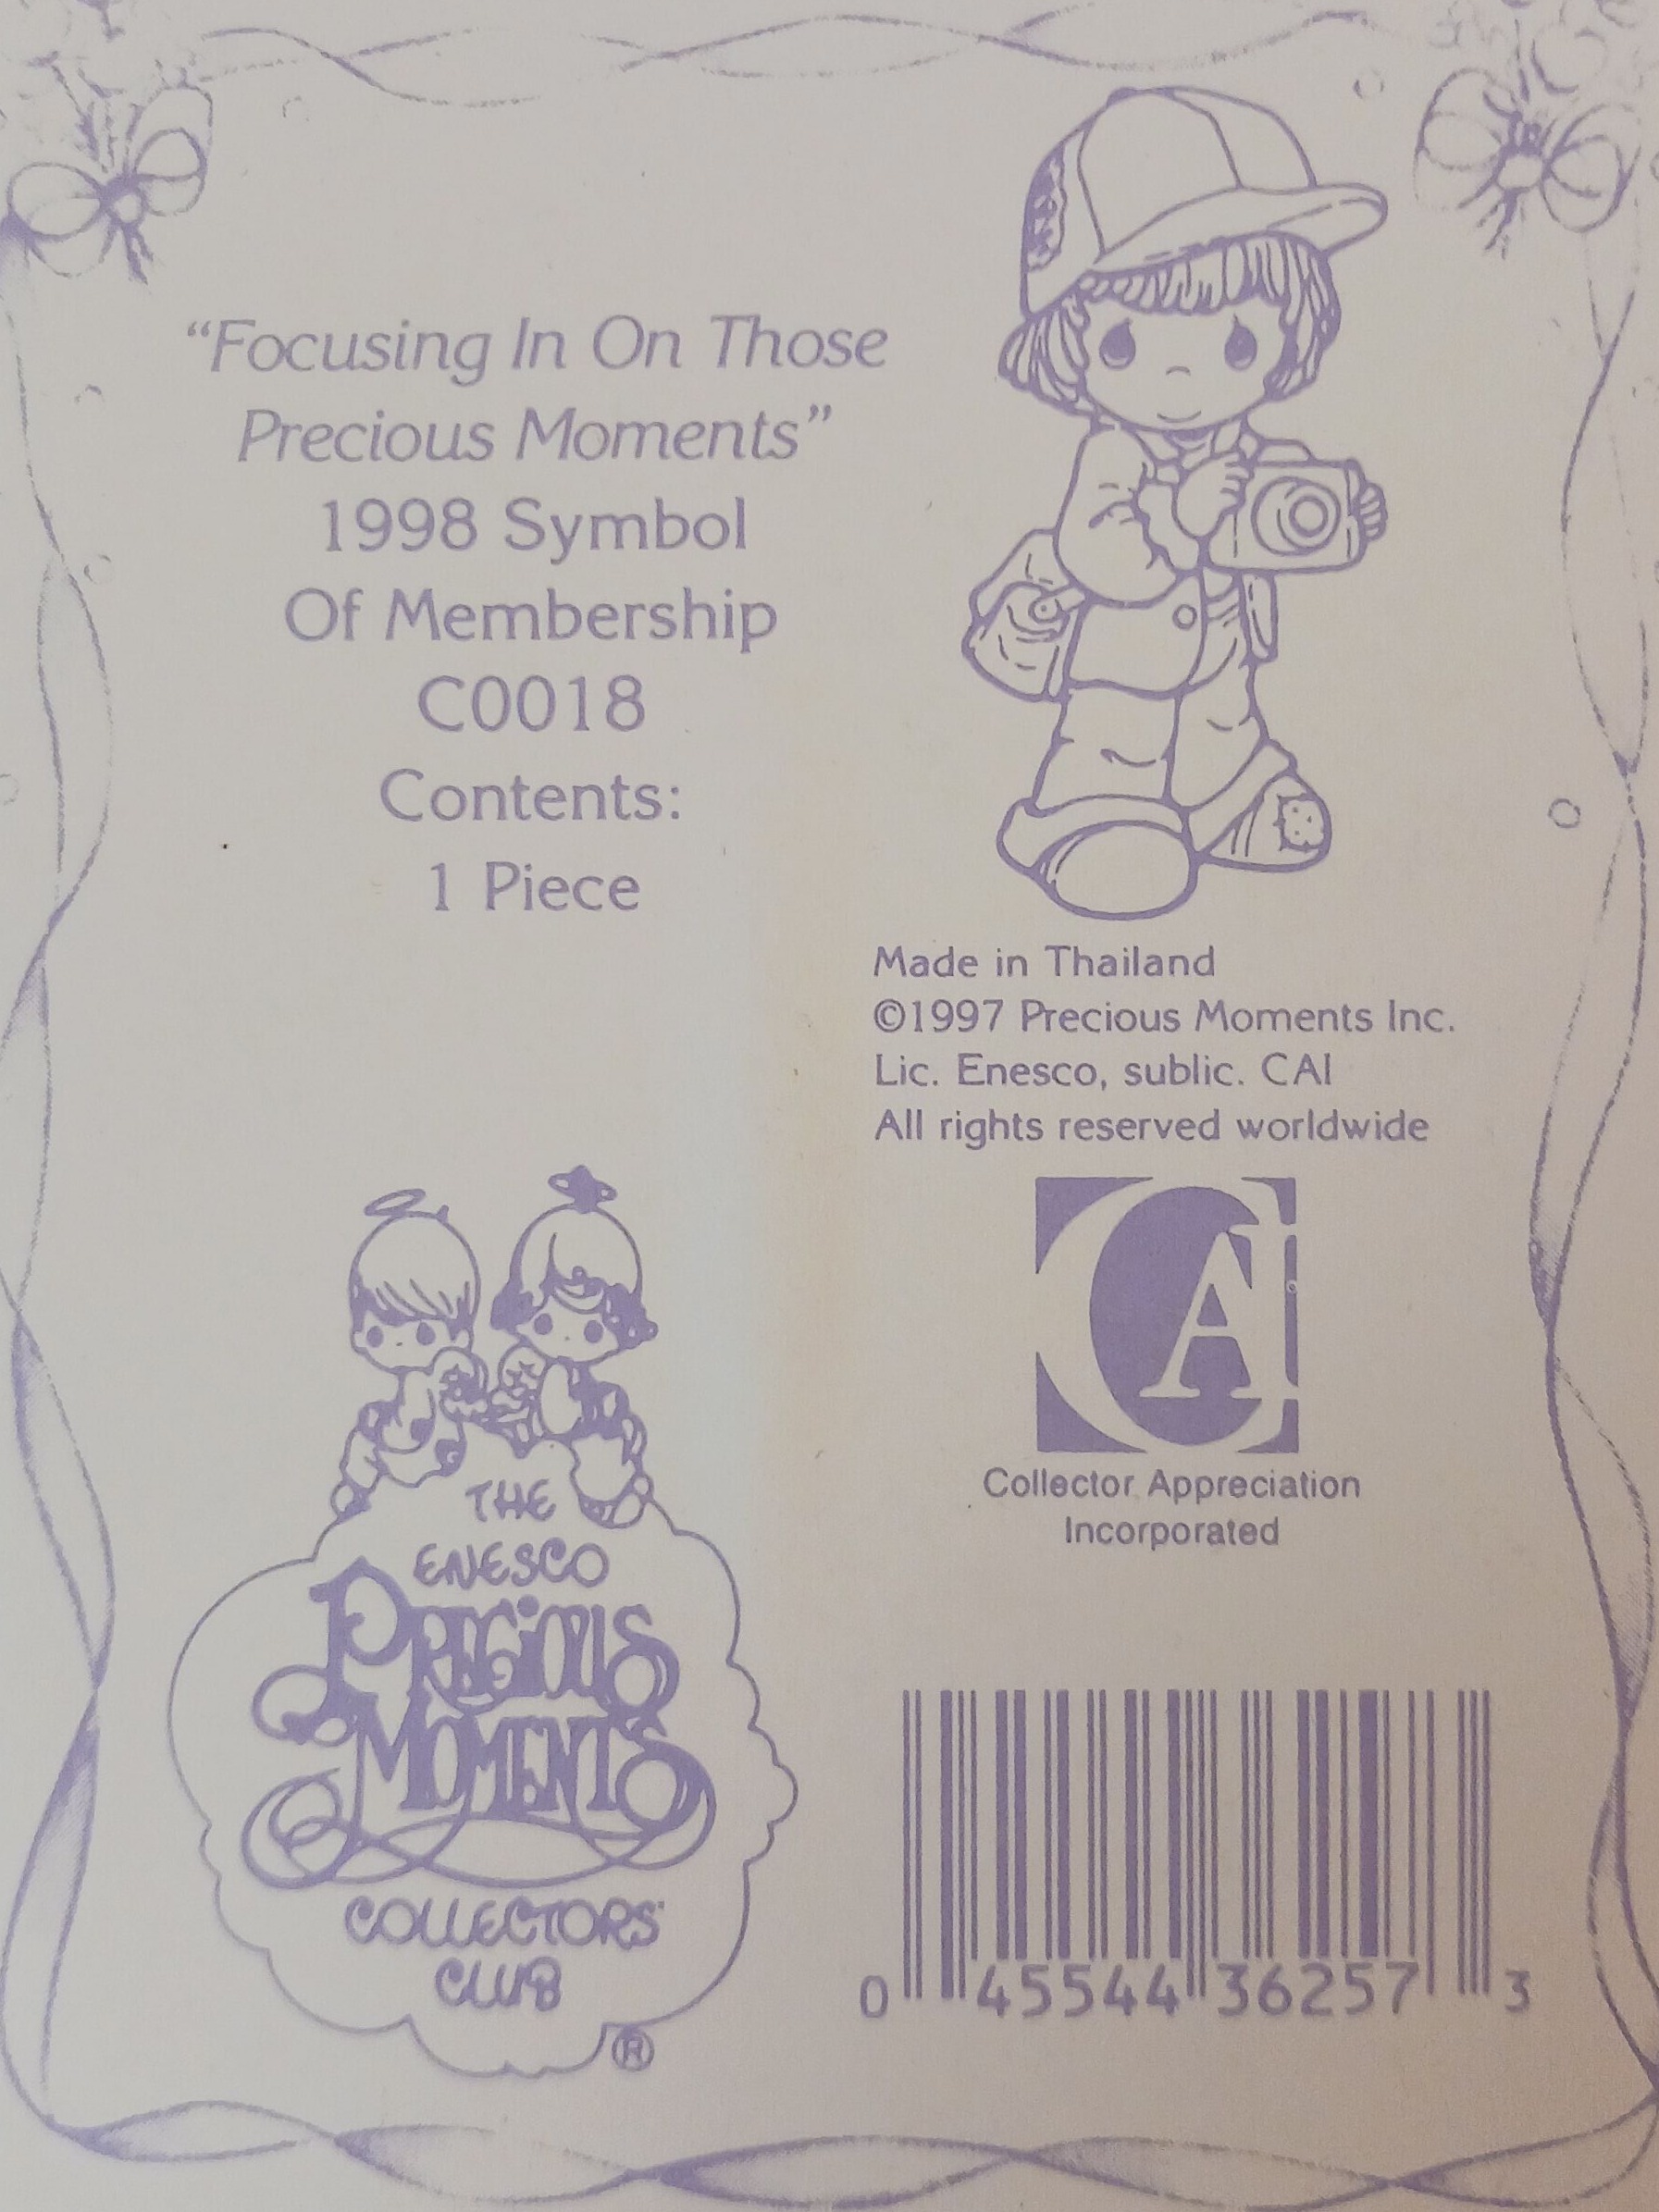 “Focusing In On Those
Precious Moments”
1998 Symbol
Of Membership
C0018
Contents:
1 Piece
Made in Thailand
©1997 Precious Moments Inc.
Lic. Enesco, sublic. CAI
All rights reserved worldwide
CAI
Collector Appreciation
Incorporated
THE
ENESCO
PRECIOUS
MOMENTS
COLLECTORS'
CLUB
®
0 45544 36257 3